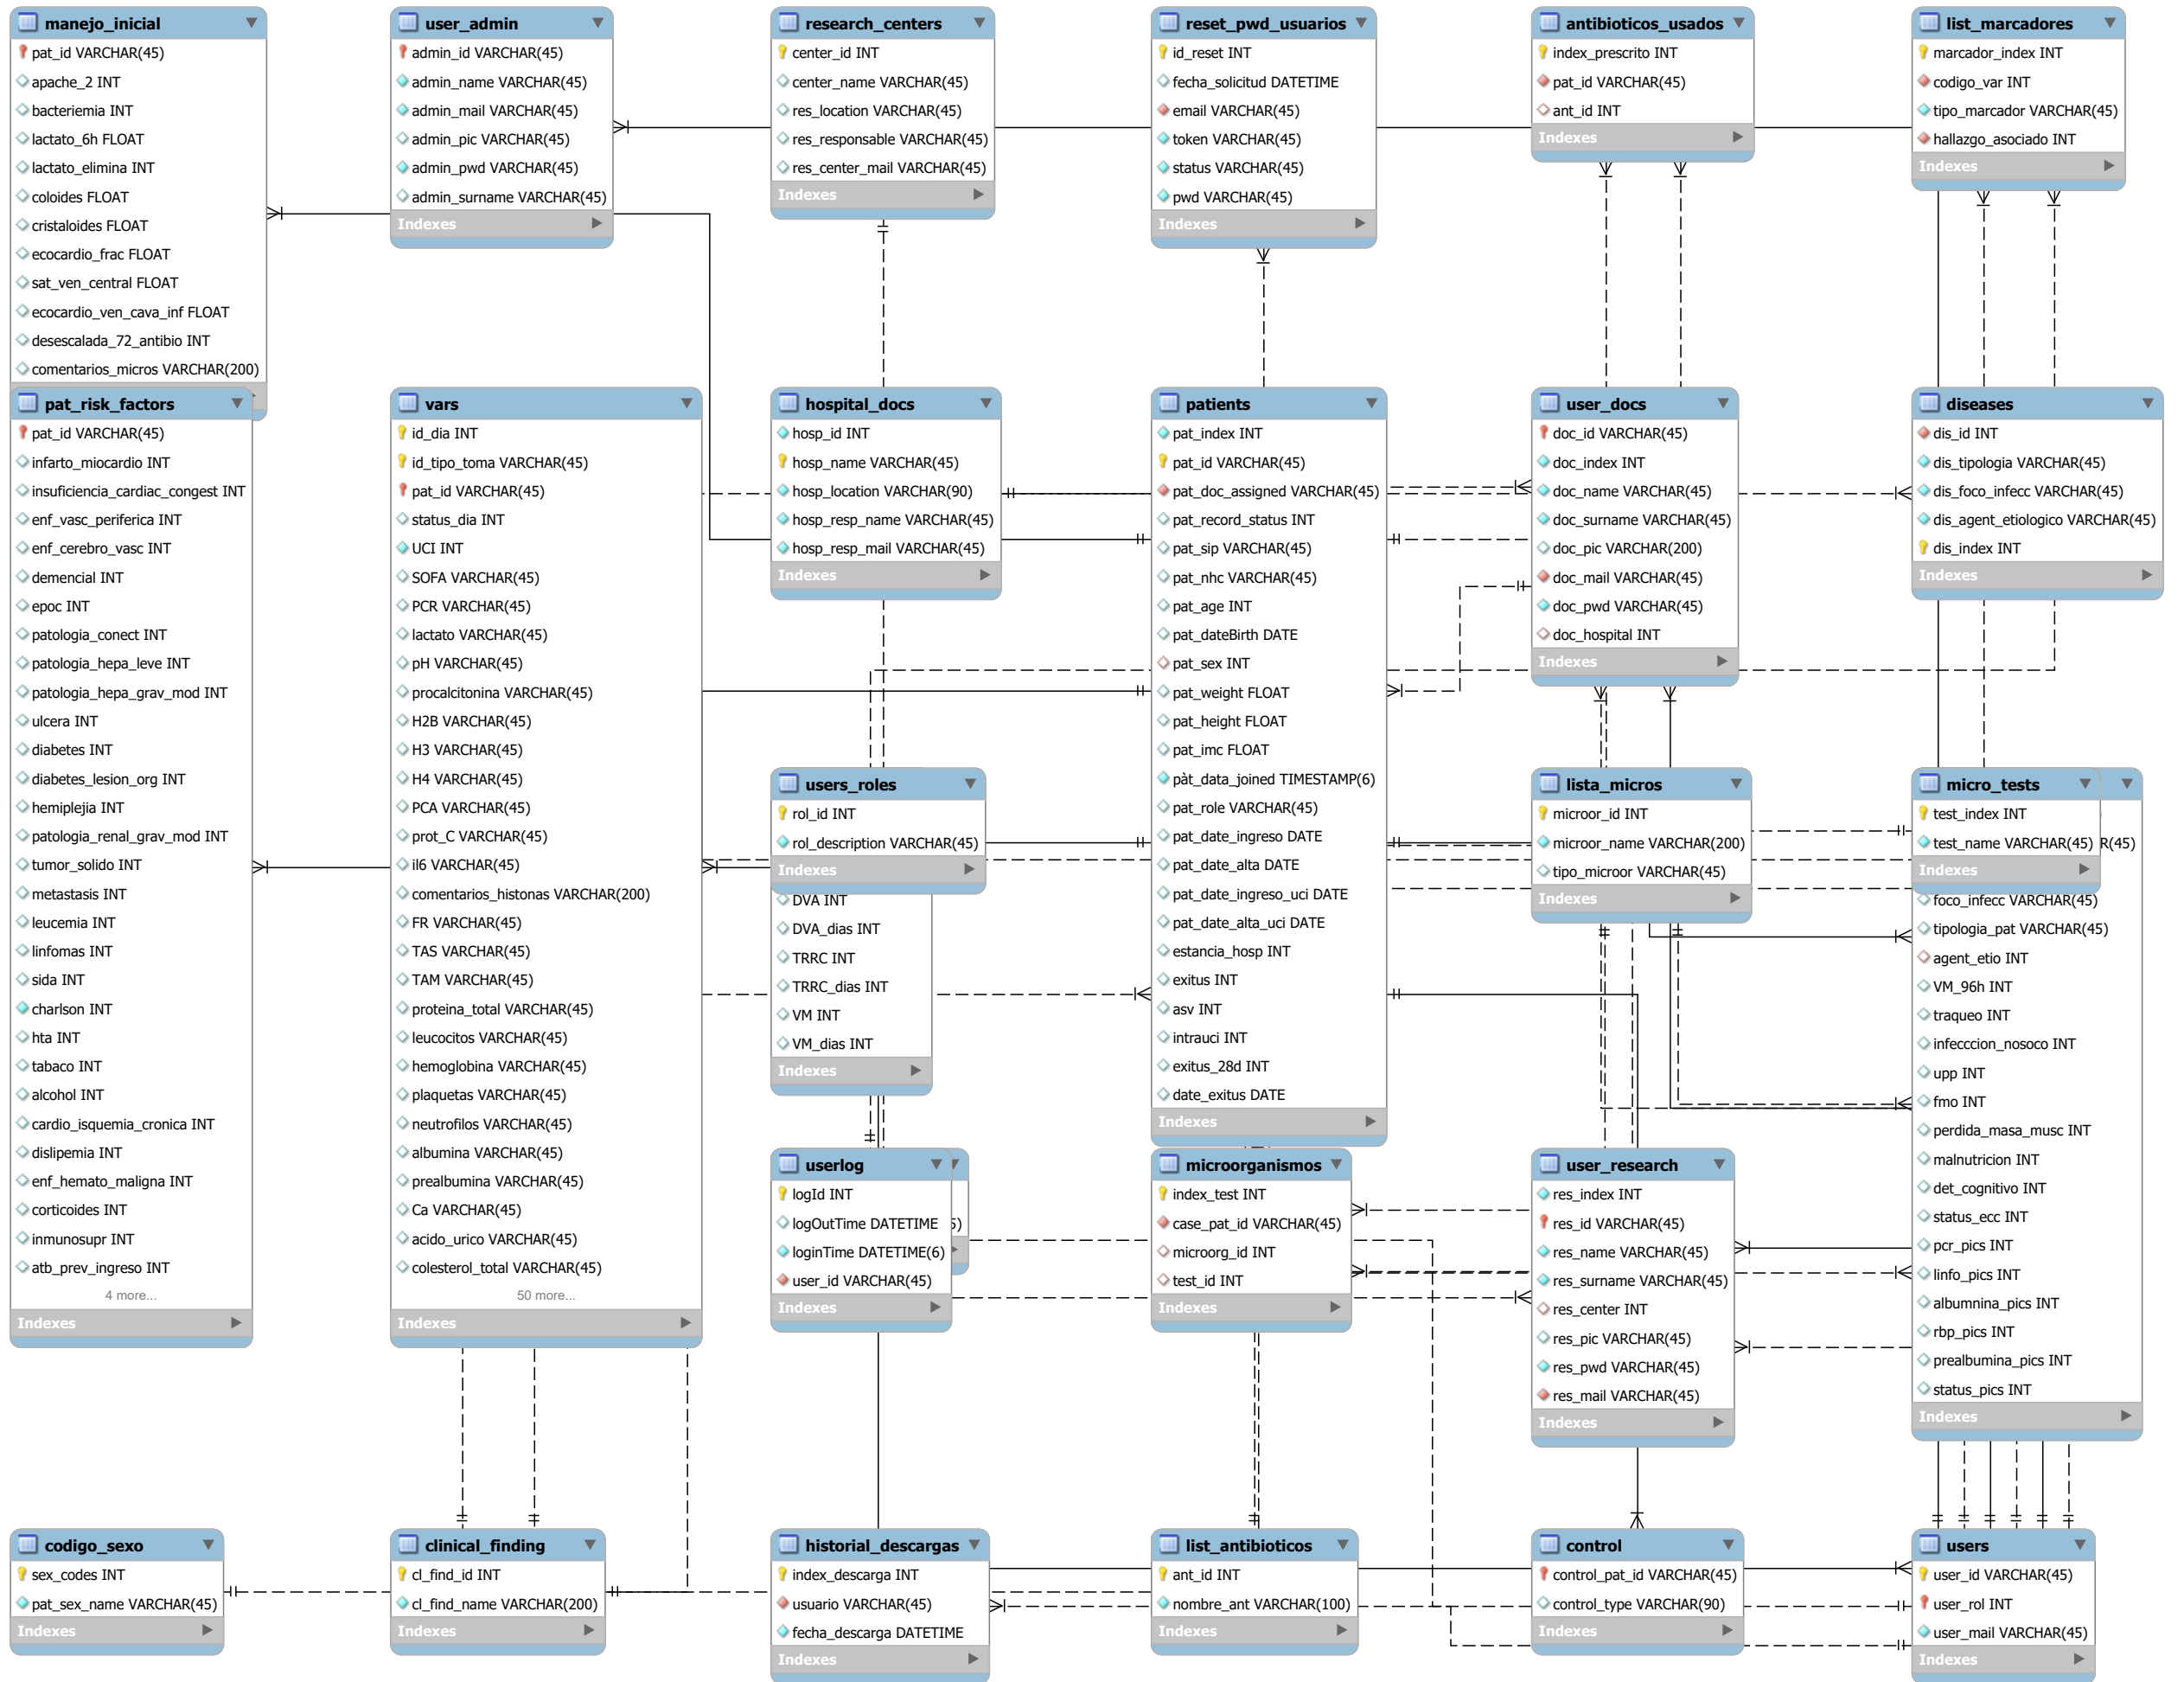 manejo_inicial
pat_id VARCHAR(45)
apache_2 INT
bacteriemia INT
lactato_6h FLOAT
lactato_elimina INT
coloides FLOAT
cristaloides FLOAT
ecocardio_frac FLOAT
sat_ven_central FLOAT
ecocardio_ven_cava_inf FLOAT
desescalada_72_antibio INT
comentarios_micros VARCHAR(200)
user_admin
admin_id VARCHAR(45)
admin_name VARCHAR(45)
admin_mail VARCHAR(45)
admin_pic VARCHAR(45)
admin_pwd VARCHAR(45)
admin_surname VARCHAR(45)
Indexes
research_centers
center_id INT
center_name VARCHAR(45)
res_location VARCHAR(45)
res_responsable VARCHAR(45)
res_center_mail VARCHAR(45)
Indexes
reset_pwd_usuarios
id_reset INT
fecha_solicitud DATETIME
email VARCHAR(45)
token VARCHAR(45)
status VARCHAR(45)
pwd VARCHAR(45)
Indexes
antibioticos_usados
index_prescrito INT
pat_id VARCHAR(45)
ant_id INT
Indexes
list_marcadores
marcador_index INT
codigo_var INT
tipo_marcador VARCHAR(45)
hallazgo_asociado INT
Indexes
pat_risk_factors
pat_id VARCHAR(45)
infarto_miocardio INT
insuficiencia_cardiac_congest INT
enf_vasc_periferica INT
enf_cerebro_vasc INT
demencial INT
epoc INT
patologia_conect INT
patologia_hepa_leve INT
patologia_hepa_grav_mod INT
ulcera INT
diabetes INT
diabetes_lesion_org INT
hemiplejia INT
patologia_renal_grav_mod INT
tumor_solido INT
metastasis INT
leucemia INT
linfomas INT
sida INT
charlson INT
hta INT
tabaco INT
alcohol INT
cardio_isquemia_cronica INT
dislipemia INT
enf_hemato_maligna INT
corticoides INT
inmunosupr INT
atb_prev_ingreso INT
4 more...
Indexes
vars
id_dia INT
id_tipo_toma VARCHAR(45)
pat_id VARCHAR(45)
status_dia INT
UCI INT
SOFA VARCHAR(45)
PCR VARCHAR(45)
lactato VARCHAR(45)
pH VARCHAR(45)
procalcitonina VARCHAR(45)
H2B VARCHAR(45)
H3 VARCHAR(45)
H4 VARCHAR(45)
PCA VARCHAR(45)
prot_C VARCHAR(45)
il6 VARCHAR(45)
comentarios_histonas VARCHAR(200)
FR VARCHAR(45)
TAS VARCHAR(45)
TAM VARCHAR(45)
proteina_total VARCHAR(45)
leucocitos VARCHAR(45)
hemoglobina VARCHAR(45)
plaquetas VARCHAR(45)
neutrofilos VARCHAR(45)
albumina VARCHAR(45)
prealbumina VARCHAR(45)
Ca VARCHAR(45)
acido_urico VARCHAR(45)
colesterol_total VARCHAR(45)
50 more...
Indexes
hospital_docs
hosp_id INT
hosp_name VARCHAR(45)
hosp_location VARCHAR(90)
hosp_resp_name VARCHAR(45)
hosp_resp_mail VARCHAR(45)
Indexes
patients
pat_index INT
pat_id VARCHAR(45)
pat_doc_assigned VARCHAR(45)
pat_record_status INT
pat_sip VARCHAR(45)
pat_nhc VARCHAR(45)
pat_age INT
pat_dateBirth DATE
pat_sex INT
pat_weight FLOAT
pat_height FLOAT
pat_imc FLOAT
pàt_data_joined TIMESTAMP(6)
pat_role VARCHAR(45)
pat_date_ingreso DATE
pat_date_alta DATE
pat_date_ingreso_uci DATE
pat_date_alta_uci DATE
estancia_hosp INT
exitus INT
asv INT
intrauci INT
exitus_28d INT
date_exitus DATE
Indexes
user_docs
doc_id VARCHAR(45)
doc_index INT
doc_name VARCHAR(45)
doc_surname VARCHAR(45)
doc_pic VARCHAR(200)
doc_mail VARCHAR(45)
doc_pwd VARCHAR(45)
doc_hospital INT
Indexes
diseases
dis_id INT
dis_tipologia VARCHAR(45)
dis_foco_infecc VARCHAR(45)
dis_agent_etiologico VARCHAR(45)
dis_index INT
Indexes
users_roles
rol_id INT
rol_description VARCHAR(45)
Indexes
DVA INT
DVA_dias INT
TRRC INT
TRRC_dias INT
VM INT
VM_dias INT
Indexes
lista_micros
microor_id INT
microor_name VARCHAR(200)
tipo_microor VARCHAR(45)
Indexes
micro_tests
test_index INT
test_name VARCHAR(45) R(45)
Indexes
foco_infecc VARCHAR(45)
tipologia_pat VARCHAR(45)
agent_etio INT
VM_96h INT
traqueo INT
infecccion_nosoco INT
upp INT
fmo INT
perdida_masa_musc INT
malnutricion INT
det_cognitivo INT
status_ecc INT
pcr_pics INT
linfo_pics INT
albumnina_pics INT
rbp_pics INT
prealbumina_pics INT
status_pics INT
Indexes
userlog
logId INT
logOutTime DATETIME 5)
loginTime DATETIME(6)
user_id VARCHAR(45)
Indexes
microorganismos
index_test INT
case_pat_id VARCHAR(45)
microorg_id INT
test_id INT
Indexes
user_research
res_index INT
res_id VARCHAR(45)
res_name VARCHAR(45)
res_surname VARCHAR(45)
res_center INT
res_pic VARCHAR(45)
res_pwd VARCHAR(45)
res_mail VARCHAR(45)
Indexes
codigo_sexo
sex_codes INT
pat_sex_name VARCHAR(45)
Indexes
clinical_finding
cl_find_id INT
cl_find_name VARCHAR(200)
Indexes
historial_descargas
index_descarga INT
usuario VARCHAR(45)
fecha_descarga DATETIME
Indexes
list_antibioticos
ant_id INT
nombre_ant VARCHAR(100)
Indexes
control
control_pat_id VARCHAR(45)
control_type VARCHAR(90)
Indexes
users
user_id VARCHAR(45)
user_rol INT
user_mail VARCHAR(45)
Indexes